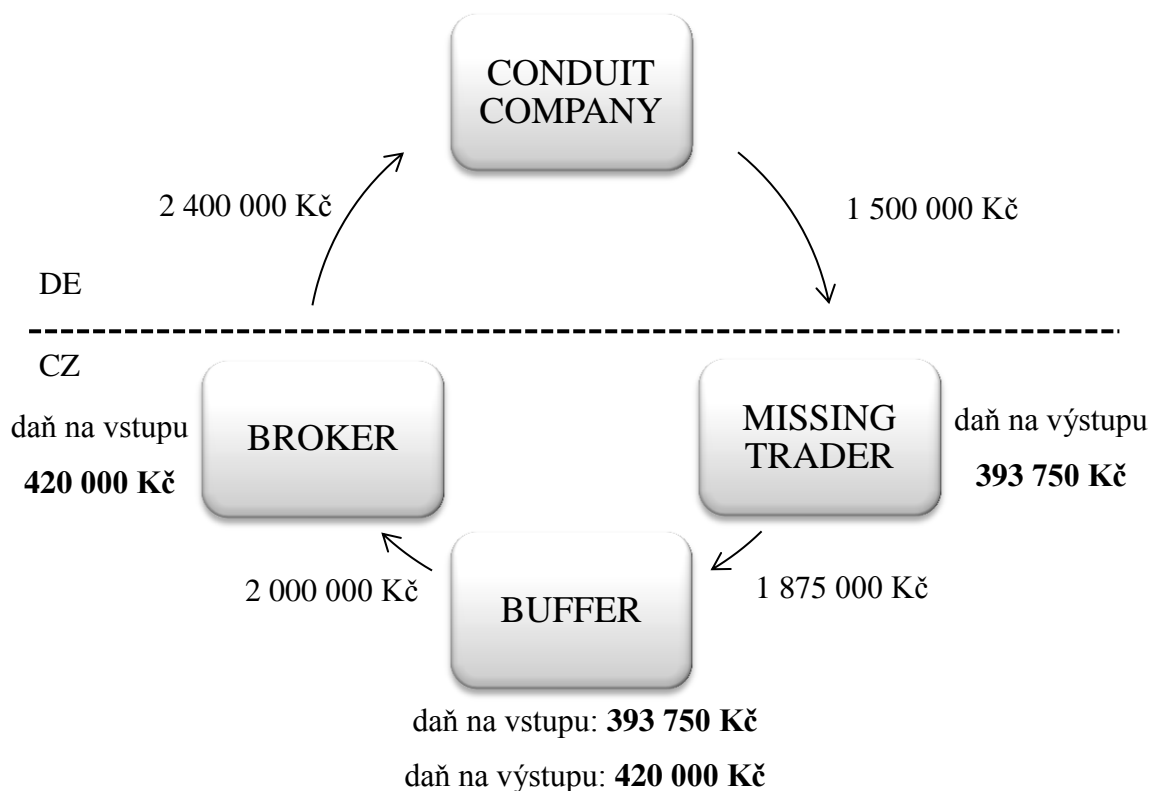 CONDUIT
COMPANY
2 400 000 Kč
1 500 000 Kč
DE
CZ
daň na vstupu
420 000 Kč
BROKER
MISSING
TRADER
daň na výstupu
393 750 Kč
2 000 000 Kč
1 875 000 Kč
BUFFER
daň na vstupu: 393 750 Kč
daň na výstupu: 420 000 Kč